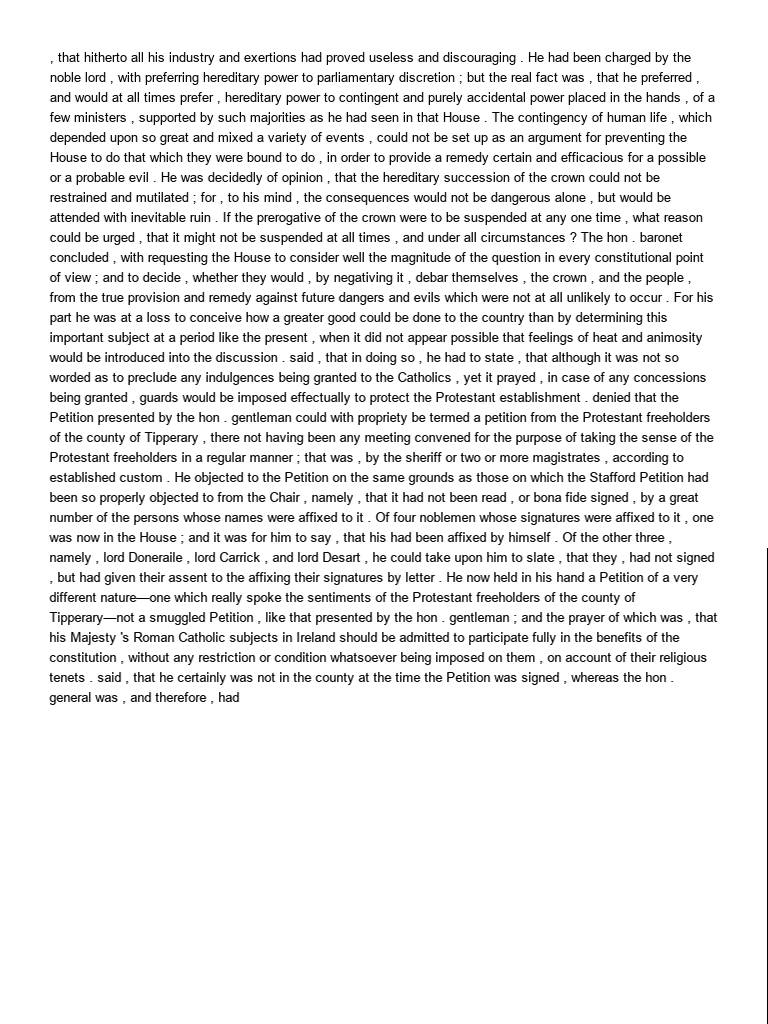 , that hitherto all his industry and exertions had proved useless and discouraging . He had been charged by the
noble lord , with preferring hereditary power to parliamentary discretion ; but the real fact was , that he preferred ,
and would at all times prefer , hereditary power to contingent and purely accidental power placed in the hands , of a
few ministers , supported by such majorities as he had seen in that House . The contingency of human life , which
depended upon so great and mixed a variety of events , could not be set up as an argument for preventing the
House to do that which they were bound to do , in order to provide a remedy certain and efficacious for a possible
or a probable evil . He was decidedly of opinion , that the hereditary succession of the crown could not be
restrained and mutilated ; for , to his mind , the consequences would not be dangerous alone , but would be
attended with inevitable ruin . If the prerogative of the crown were to be suspended at any one time , what reason
could be urged , that it might not be suspended at all times , and under all circumstances ? The hon . baronet
concluded , with requesting the House to consider well the magnitude of the question in every constitutional point
of view ; and to decide , whether they would , by negativing it , debar themselves , the crown , and the people ,
from the true provision and remedy against future dangers and evils which were not at all unlikely to occur . For his
part he was at a loss to conceive how a greater good could be done to the country than by determining this
important subject at a period like the present , when it did not appear possible that feelings of heat and animosity
would be introduced into the discussion . said , that in doing so , he had to state , that although it was not so
worded as to preclude any indulgences being granted to the Catholics , yet it prayed , in case of any concessions
being granted , guards would be imposed effectually to protect the Protestant establishment . denied that the
Petition presented by the hon . gentleman could with propriety be termed a petition from the Protestant freeholders
of the county of Tipperary , there not having been any meeting convened for the purpose of taking the sense of the
Protestant freeholders in a regular manner ; that was , by the sheriff or two or more magistrates , according to
established custom . He objected to the Petition on the same grounds as those on which the Stafford Petition had
been so properly objected to from the Chair , namely , that it had not been read , or bona fide signed , by a great
number of the persons whose names were affixed to it . Of four noblemen whose signatures were affixed to it , one
was now in the House ; and it was for him to say , that his had been affixed by himself . Of the other three ,
namely , lord Doneraile , lord Carrick , and lord Desart , he could take upon him to slate , that they , had not signed
, but had given their assent to the affixing their signatures by letter . He now held in his hand a Petition of a very
different nature—one which really spoke the sentiments of the Protestant freeholders of the county of
Tipperary—not a smuggled Petition , like that presented by the hon . gentleman ; and the prayer of which was , that
his Majesty 's Roman Catholic subjects in Ireland should be admitted to participate fully in the benefits of the
constitution , without any restriction or condition whatsoever being imposed on them , on account of their religious
tenets . said , that he certainly was not in the county at the time the Petition was signed , whereas the hon .
general was , and therefore , had